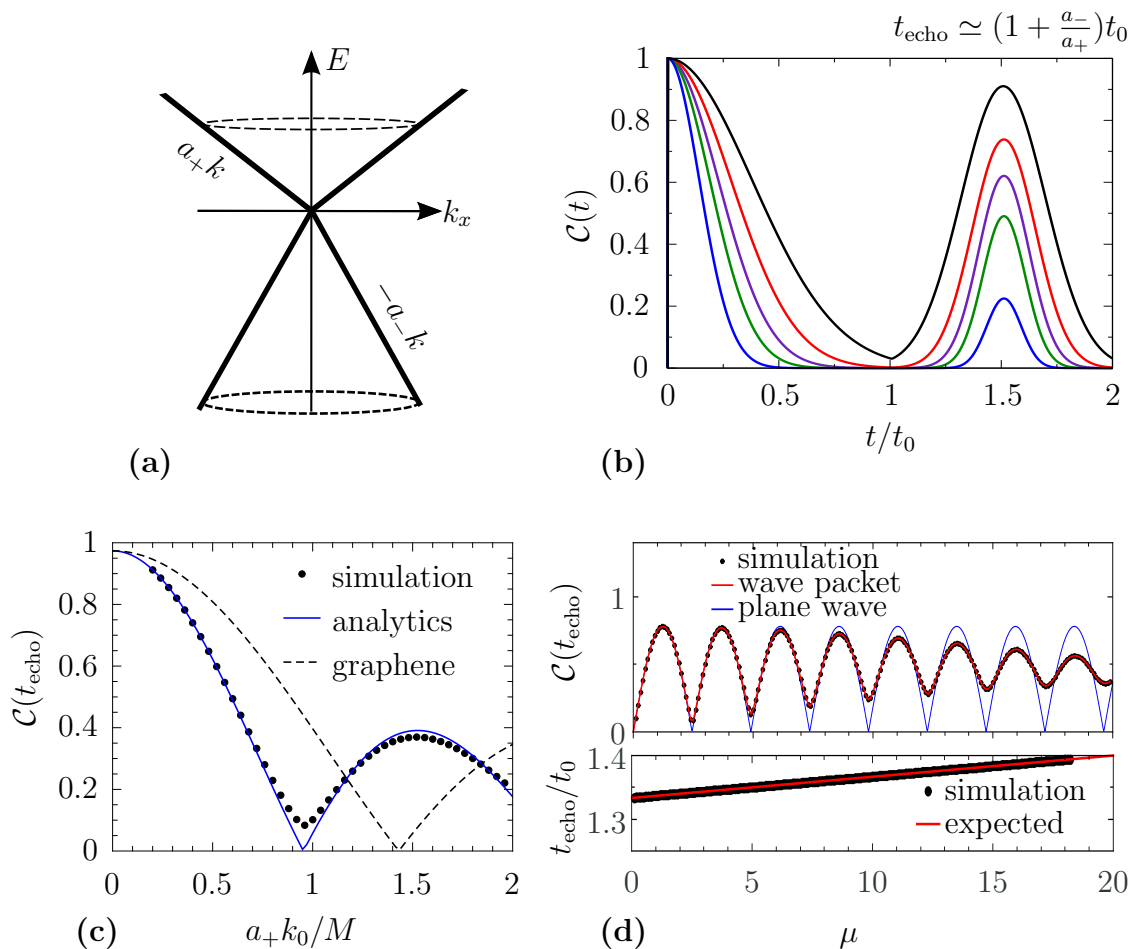 E
a₊k
kₓ
−a₋k
(a)
t_echo ≃ (1 + a₋/a₊)t₀
1
0.8
0.6
0.4
0.2
0
C(t)
0 0.5 1 1.5 2
t/t₀
(b)
1
0.8
0.6
0.4
0.2
0
C(t_echo)
simulation
analytics
graphene
0 0.5 1 1.5 2
a₊k₀/M
(c)
simulation
wave packet
plane wave
1
0
C(t_echo)
1.4
1.3
t_echo/t₀
simulation
expected
0 5 10 15 20
μ
(d)